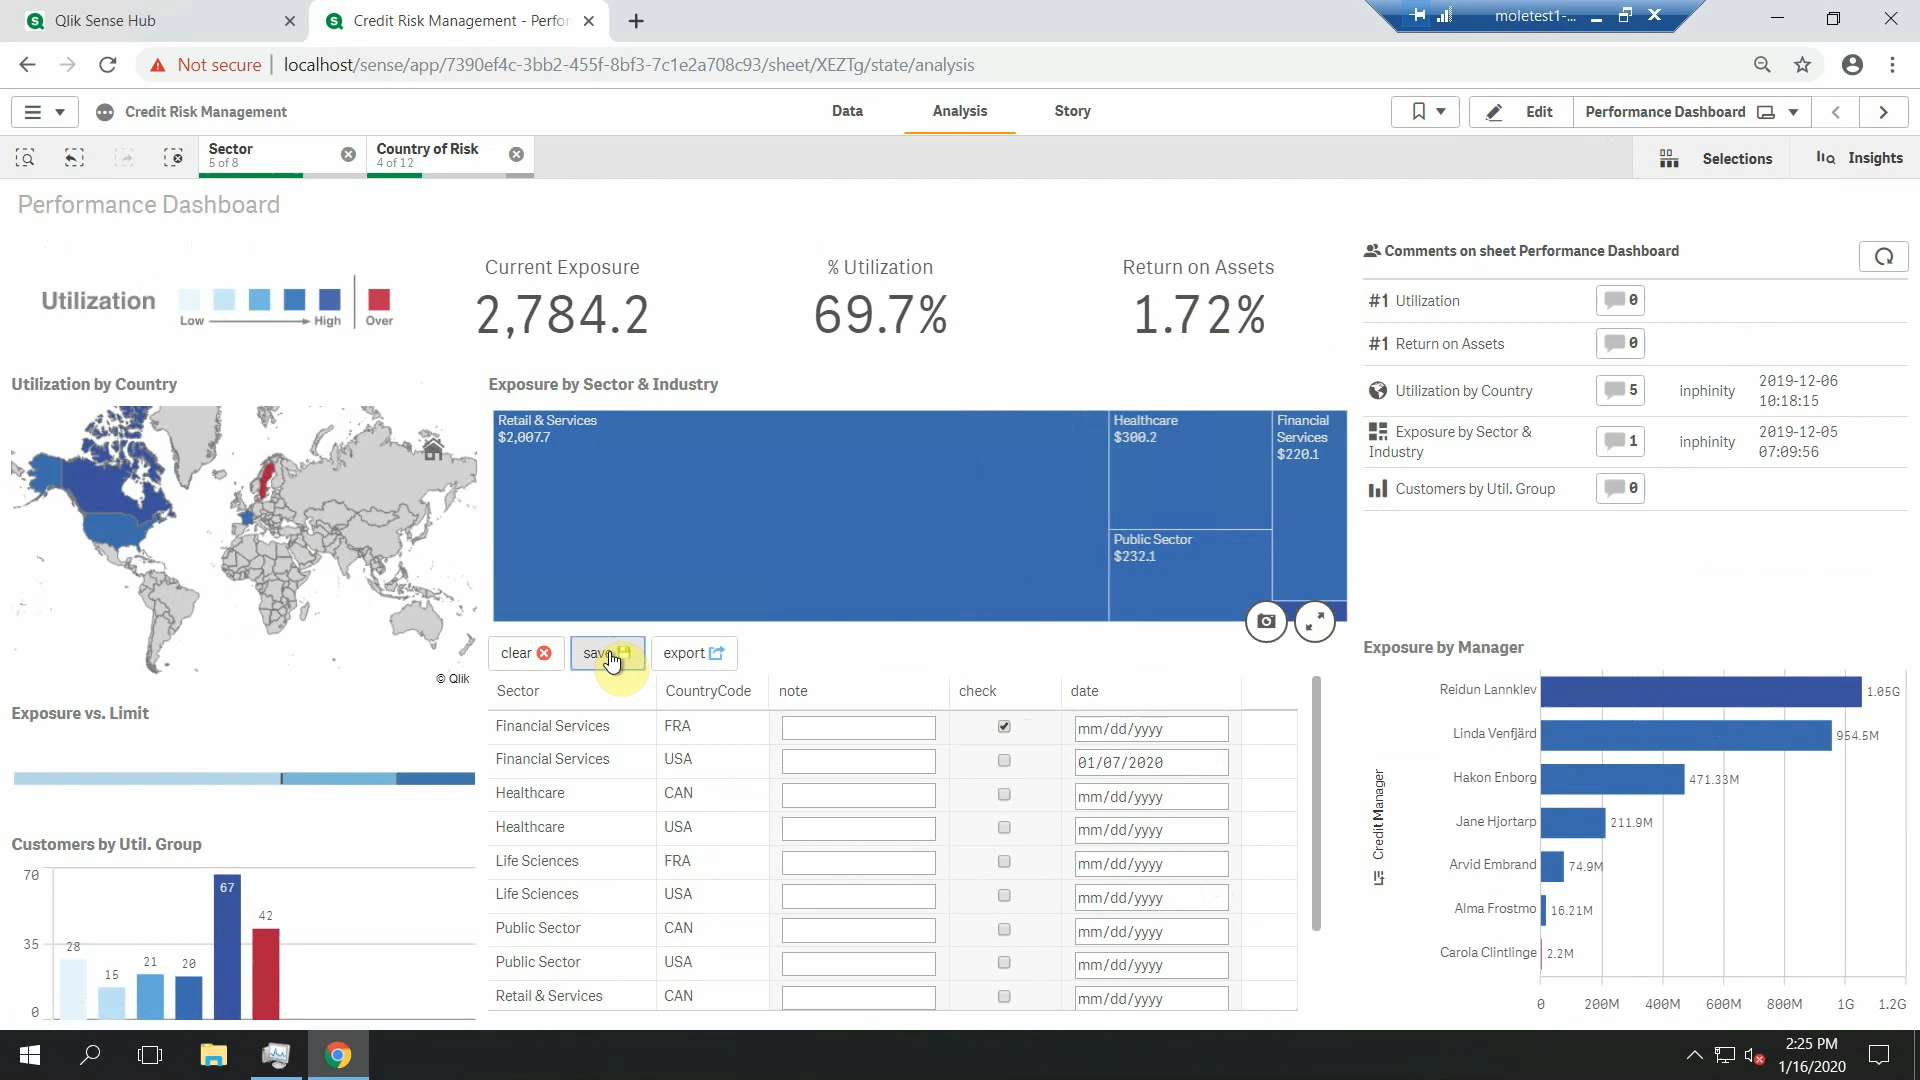 Qlik Sense Hub
Credit Risk Management - Perfor
moletest1-...
Not secure
localhost/sense/app/7390ef4c-3bb2-455f-8bf3-7c1e2a708c93/sheet/XEZTg/state/analysis
Credit Risk Management
Data
Analysis
Story
Edit
Performance Dashboard
Sector
5 of 8
Country of Risk
4 of 12
Selections
Insights
Performance Dashboard
Utilization
Low
High
Over
Current Exposure
2,784.2
% Utilization
69.7%
Return on Assets
1.72%
Comments on sheet Performance Dashboard
#1 Utilization 0
#1 Return on Assets 0
Utilization by Country 5 inphinity 2019-12-06
10:18:15
Exposure by Sector & 1 inphinity 2019-12-05
Industry 07:09:56
Customers by Util. Group 0
Utilization by Country
© Qlik
Exposure by Sector & Industry
Retail & Services
$2,007.7
Healthcare
$300.2
Financial
Services
$220.1
Public Sector
$232.1
clear
save
export
Sector CountryCode note check date
Financial Services FRA mm/dd/yyyy
Financial Services USA 01/07/2020
Healthcare CAN mm/dd/yyyy
Healthcare USA mm/dd/yyyy
Life Sciences FRA mm/dd/yyyy
Life Sciences USA mm/dd/yyyy
Public Sector CAN mm/dd/yyyy
Public Sector USA mm/dd/yyyy
Retail & Services CAN mm/dd/yyyy
Exposure vs. Limit
Customers by Util. Group
70
35
0
28
15
21
20
67
42
Exposure by Manager
Credit Manager
Reidun Lannklev 1.05G
Linda Venfjärd 954.5M
Hakon Enborg 471.33M
Jane Hjortarp 211.9M
Arvid Embrand 74.9M
Alma Frostmo 16.21M
Carola Clintlinge 2.2M
0 200M 400M 600M 800M 1G 1.2G
2:25 PM
1/16/2020